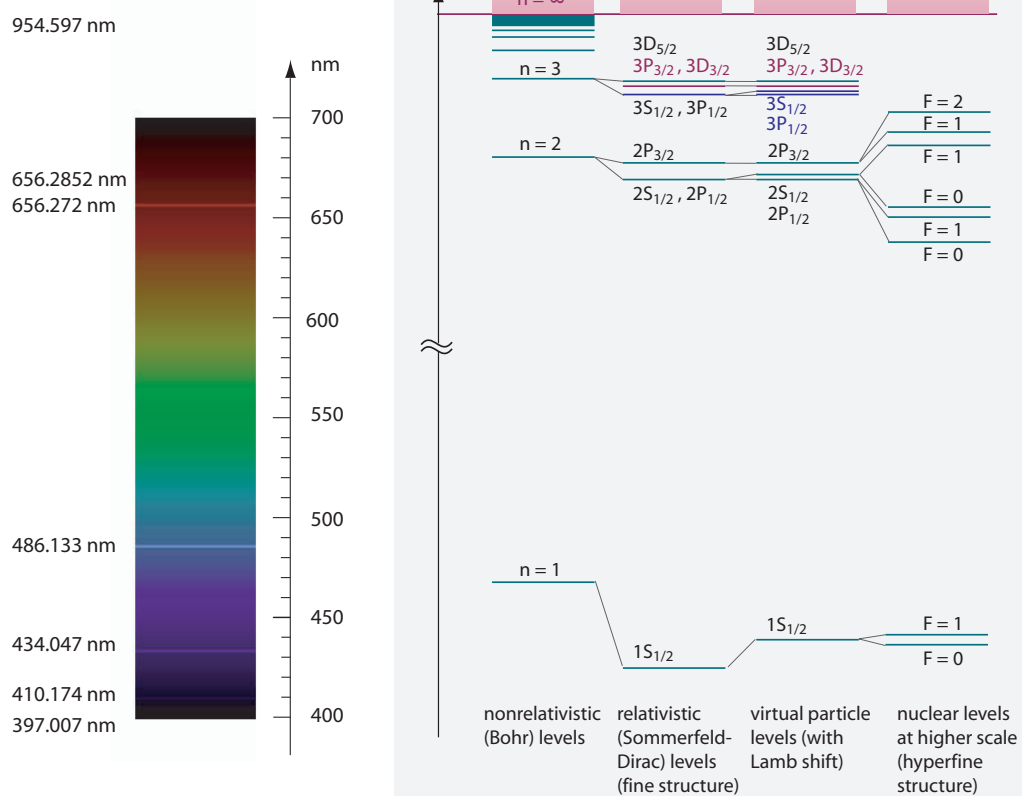 954.597 nm
nm
700
656.2852 nm
656.272 nm
650
600
550
500
486.133 nm
450
434.047 nm
410.174 nm
400
397.007 nm
n = ∞
n = 3
n = 2
n = 1
3D5/2
3P3/2 , 3D3/2
3S1/2 , 3P1/2
2P3/2
2S1/2 , 2P1/2
1S1/2
3D5/2
3P3/2 , 3D3/2
3S1/2
3P1/2
2P3/2
2S1/2
2P1/2
1S1/2
F = 2
F = 1
F = 1
F = 0
F = 1
F = 0
F = 1
F = 0
nonrelativistic
(Bohr) levels
relativistic
(Sommerfeld-
Dirac) levels
(fine structure)
virtual particle
levels (with
Lamb shift)
nuclear levels
at higher scale
(hyperfine
structure)